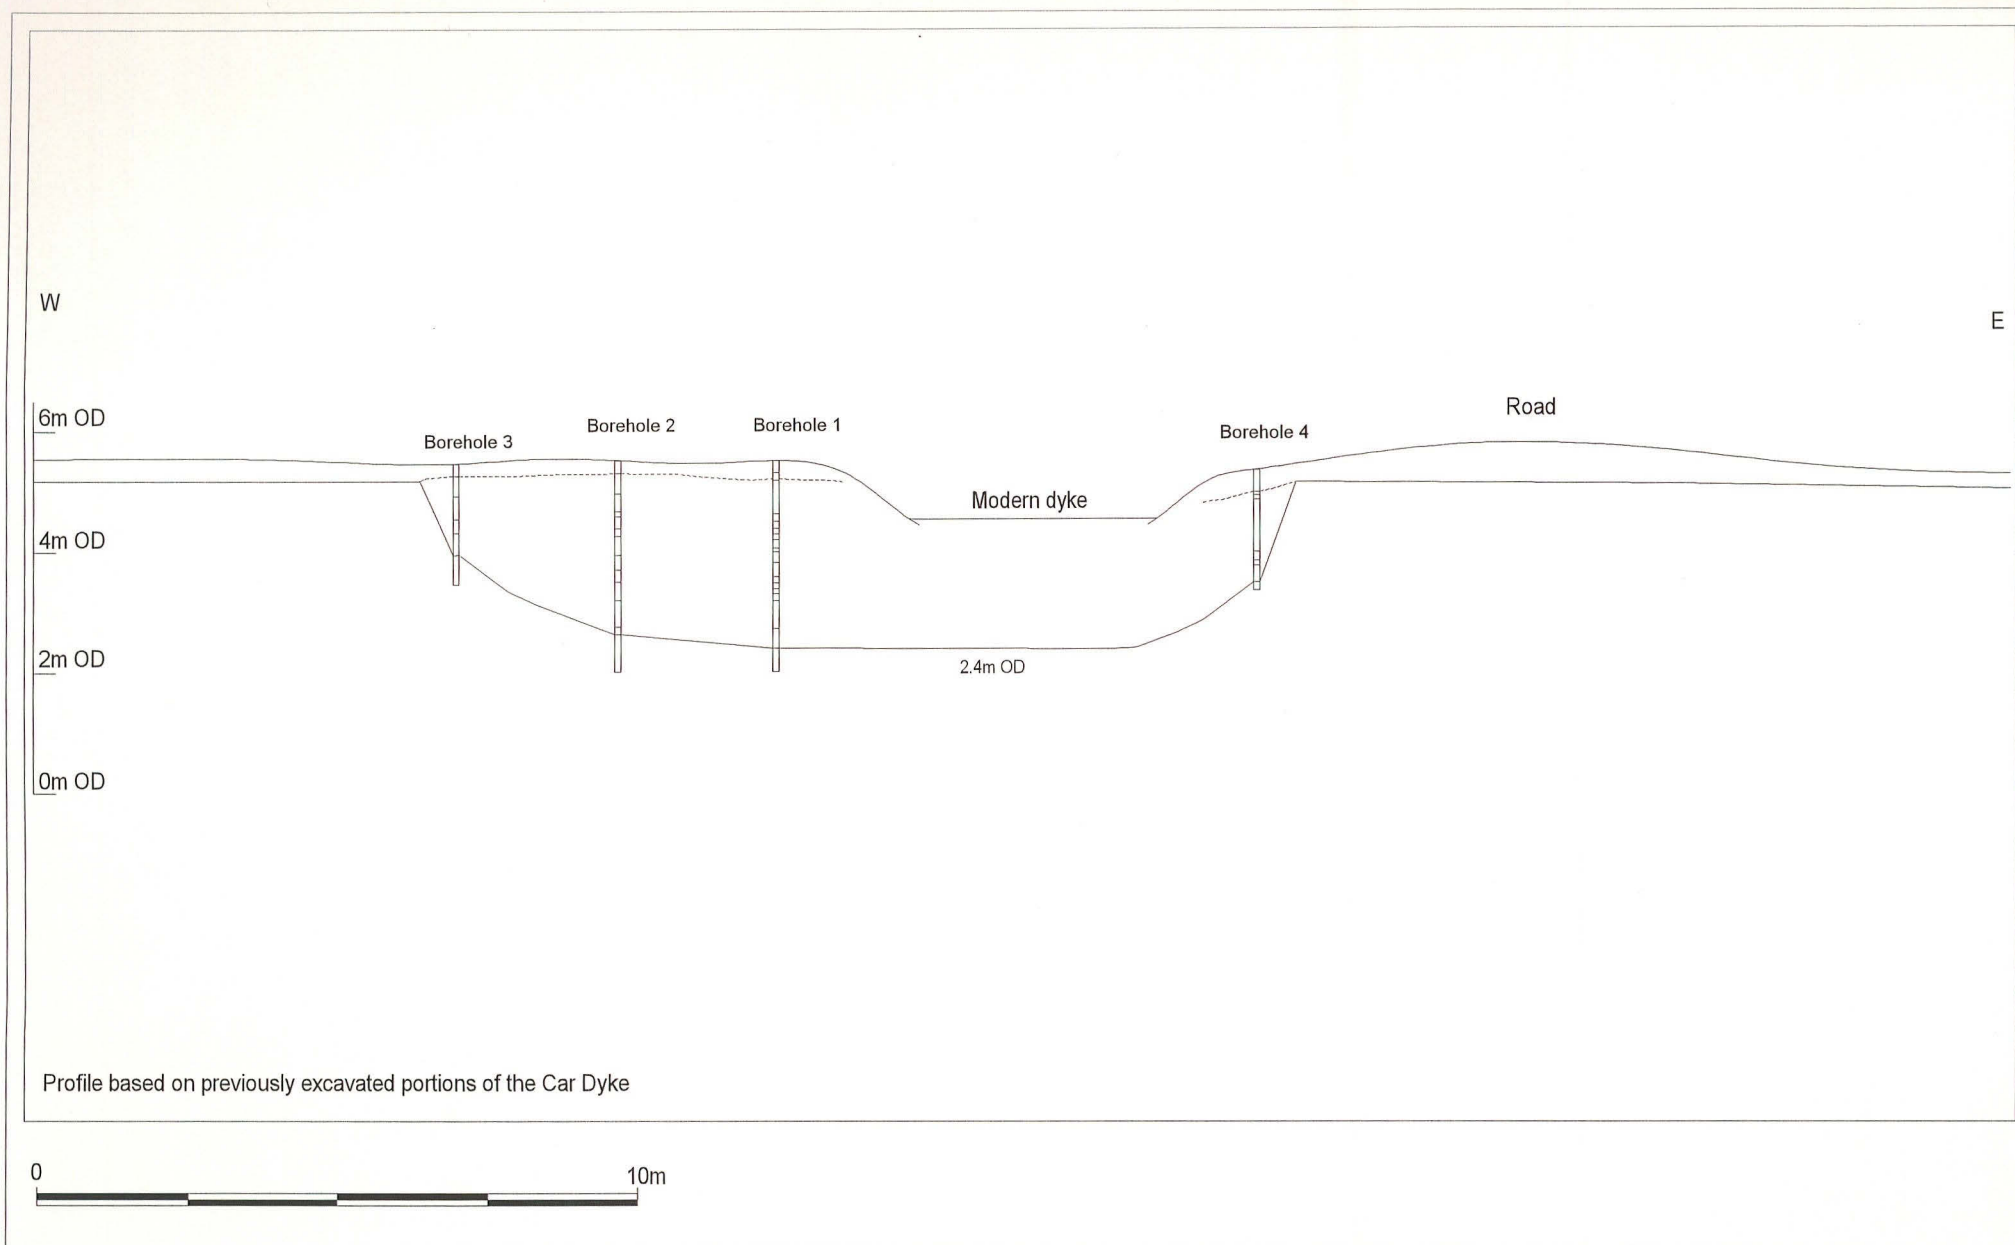 W
E
6m OD
4m OD
2m OD
0m OD
Borehole 3
Borehole 2
Borehole 1
Modern dyke
Borehole 4
Road
2.4m OD
Profile based on previously excavated portions of the Car Dyke
0
10m